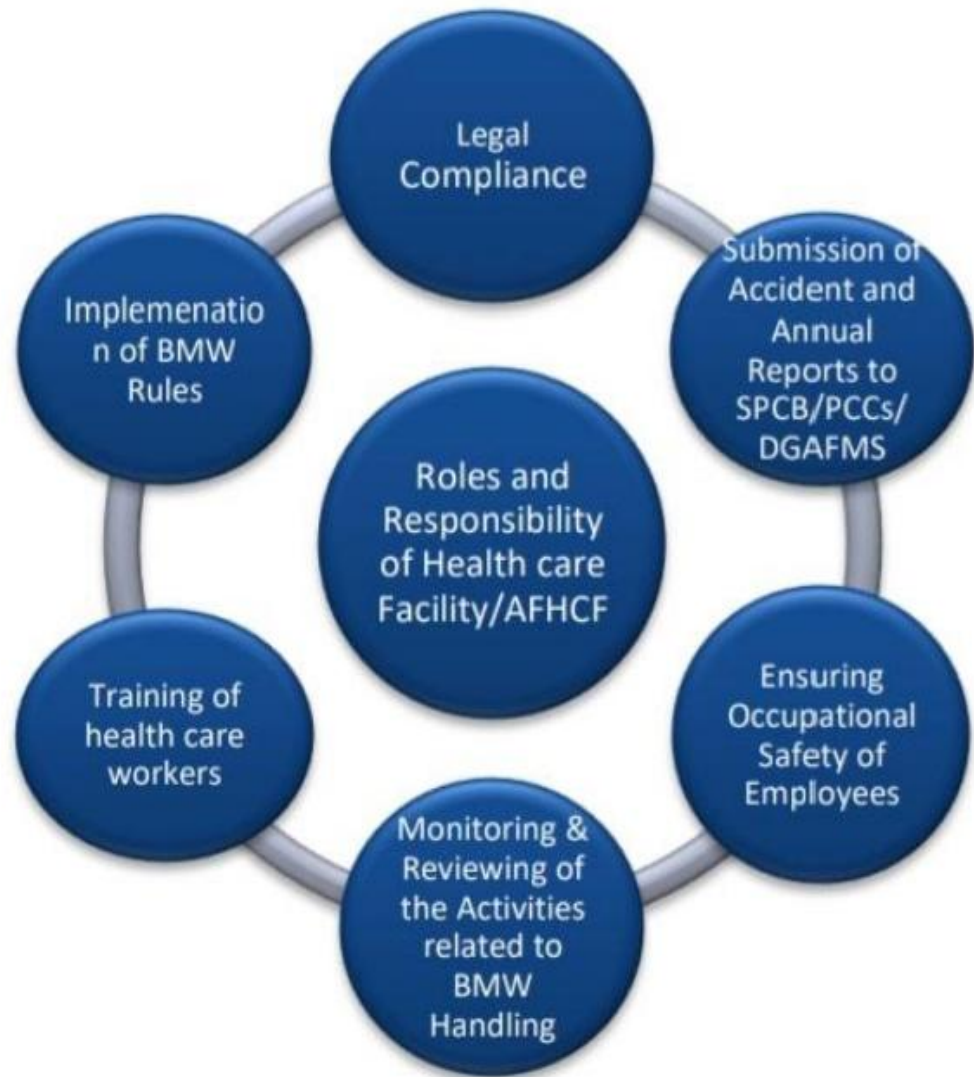 Legal
Compliance
Submission of
Accident and
Annual
Reports to
SPCB/PCCs/
DGAFMS
Ensuring
Occupational
Safety of
Employees
Monitoring &
Reviewing of
the Activities
related to
BMW
Handling
Training of
health care
workers
Implemenatio
n of BMW
Rules
Roles and
Responsibility
of Health care
Facility/AFHCF